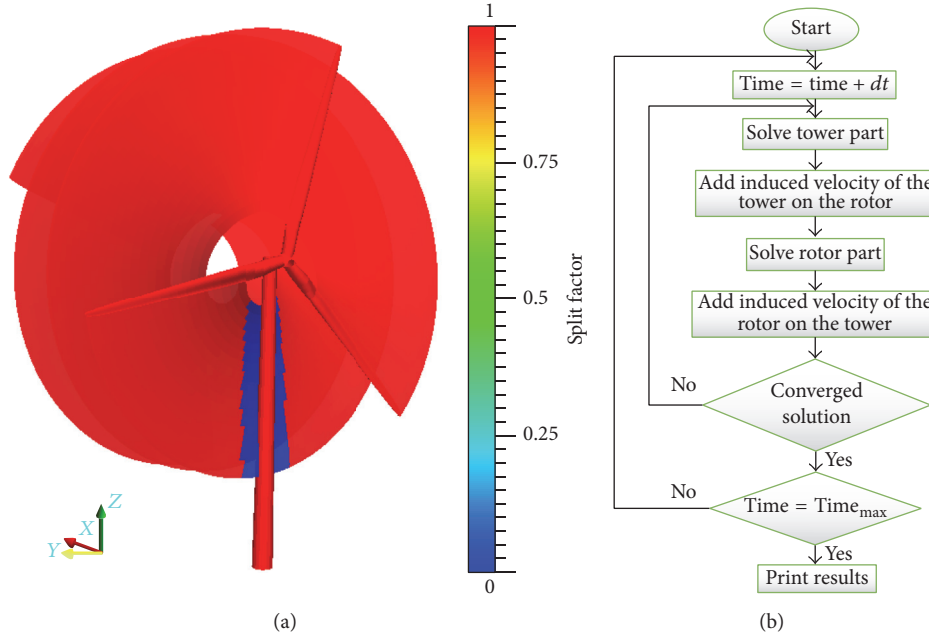 1
0.75
0.5
0.25
0
Split factor
Z
X
Y
(a)
Start
Time = time + dt
Solve tower part
Add induced velocity of the
tower on the rotor
Solve rotor part
Add induced velocity of the
rotor on the tower
No
Converged
solution
Yes
No
Time = Time_max
Yes
Print results
(b)